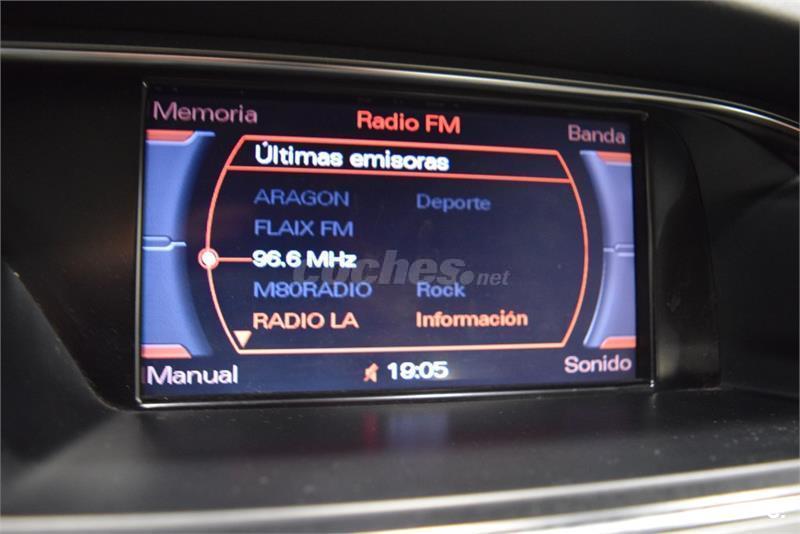 Memoria
Radio FM
Banda
Últimas emisoras
ARAGON Deporte
FLAIX FM
96.6 MHz
coches.net
M80RADIO Rock
RADIO LA Información
Manual
19:05
Sonido